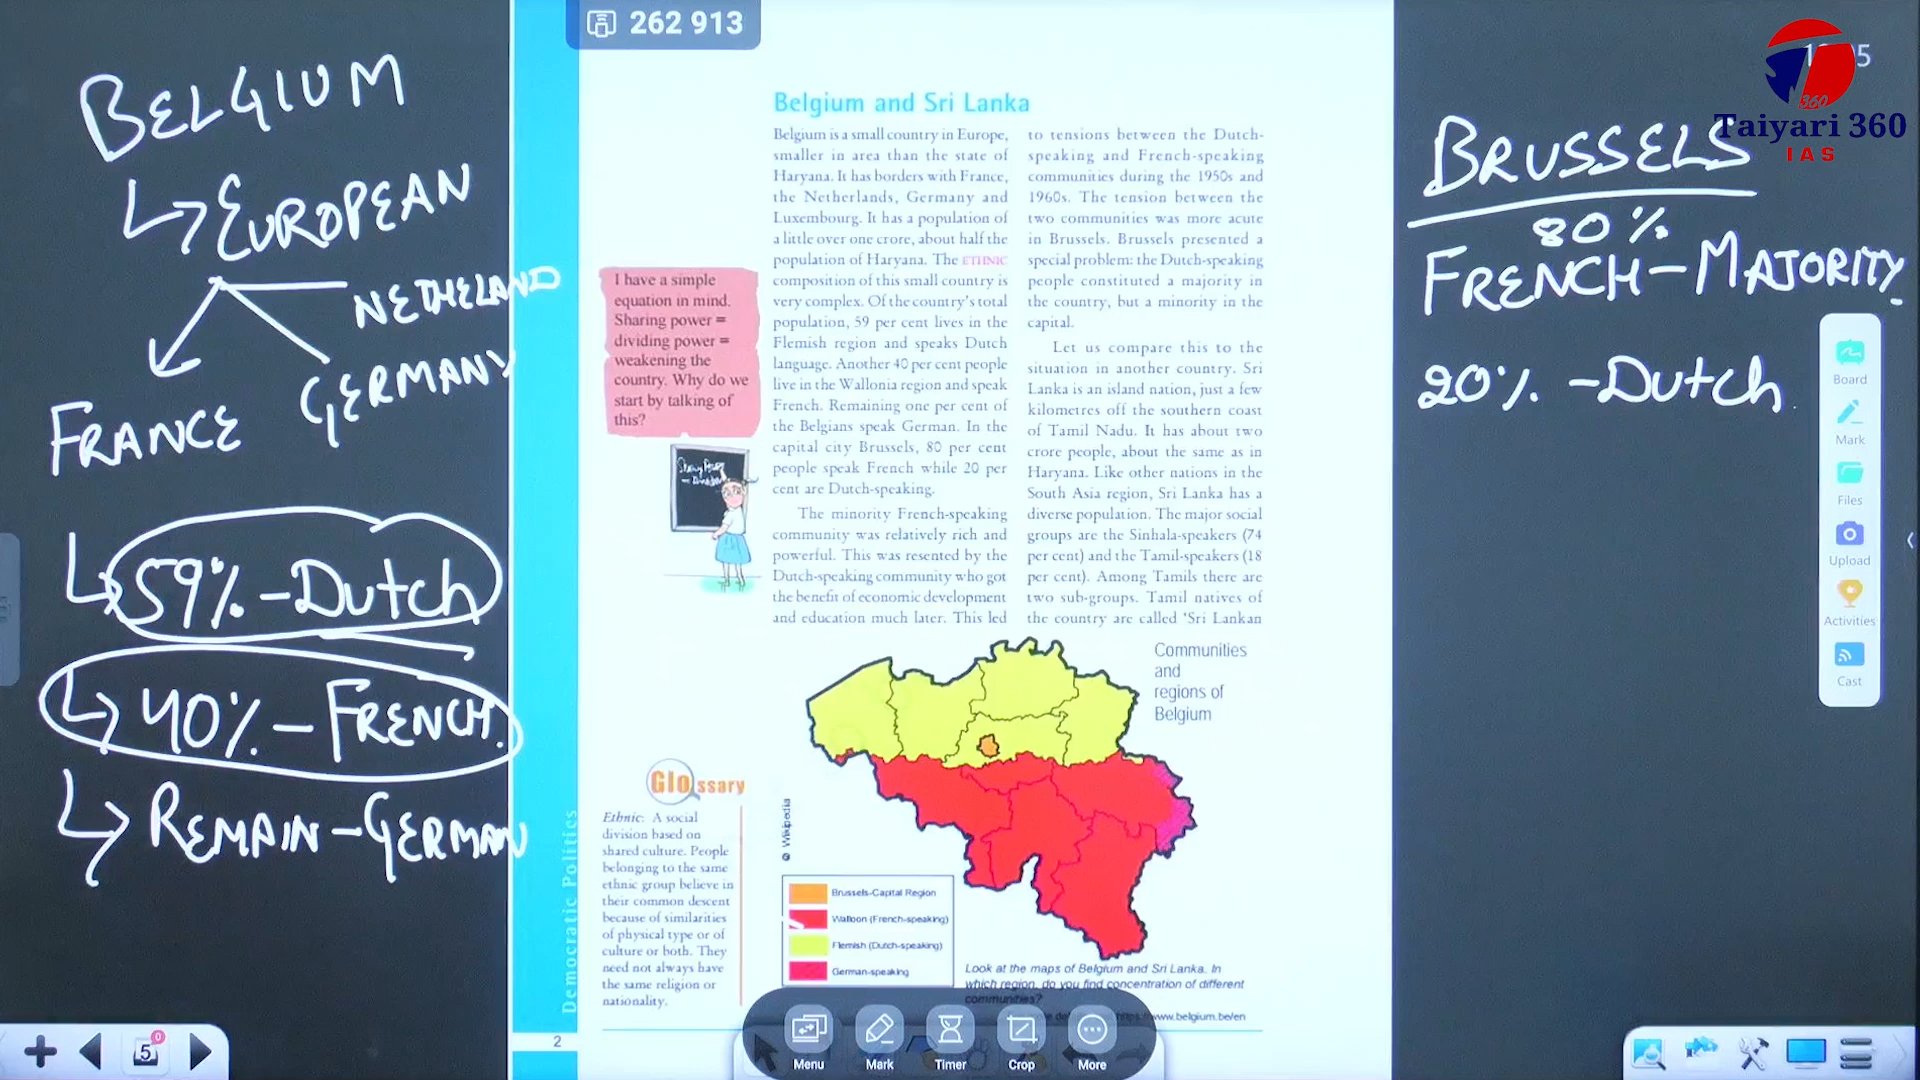 262 913
5
360
Taiyari 360
IAS
BELGIUM
EUROPEAN
NETHELAND
GERMANY
FRANCE
59% - Dutch
40% - FRENCH.
REMAIN - GERMAN
BRUSSELS
80%
FRENCH - MAJORITY
20% - Dutch
Belgium and Sri Lanka
Belgium is a small country in Europe,
smaller in area than the state of
Haryana. It has borders with France,
the Netherlands, Germany and
Luxembourg. It has a population of
a little over one crore, about half the
population of Haryana. The ETHNIC
composition of this small country is
very complex. Of the country's total
population, 59 per cent lives in the
Flemish region and speaks Dutch
language. Another 40 per cent people
live in the Wallonia region and speak
French. Remaining one per cent of
the Belgians speak German. In the
capital city Brussels, 80 per cent
people speak French while 20 per
cent are Dutch-speaking.
The minority French-speaking
community was relatively rich and
powerful. This was resented by the
Dutch-speaking community who got
the benefit of economic development
and education much later. This led
to tensions between the Dutch-
speaking and French-speaking
communities during the 1950s and
1960s. The tension between the
two communities was more acute
in Brussels. Brussels presented a
special problem: the Dutch-speaking
people constituted a majority in
the country, but a minority in the
capital.
Let us compare this to the
situation in another country. Sri
Lanka is an island nation, just a few
kilometres off the southern coast
of Tamil Nadu. It has about two
crore people, about the same as in
Haryana. Like other nations in the
South Asia region, Sri Lanka has a
diverse population. The major social
groups are the Sinhala-speakers (74
per cent) and the Tamil-speakers (18
per cent). Among Tamils there are
two sub-groups. Tamil natives of
the country are called 'Sri Lankan
I have a simple
equation in mind.
Sharing power =
dividing power =
weakening the
country. Why do we
start by talking of
this?
Communities
and
regions of
Belgium
Glossary
Ethnic: A social
division based on
shared culture. People
belonging to the same
ethnic group believe in
their common descent
because of similarities
of physical type or of
culture or both. They
need not always have
the same religion or
nationality.
© Wikipedia
Brussels-Capital Region
Walloon (French-speaking)
Flemish (Dutch-speaking)
German-speaking
Look at the maps of Belgium and Sri Lanka. In
which region, do you find concentration of different
communities?
www.belgium.be/en
Democratic Politics
2
Board
Mark
Files
Upload
Activities
Cast
Menu
Mark
Timer
Crop
More
5
0